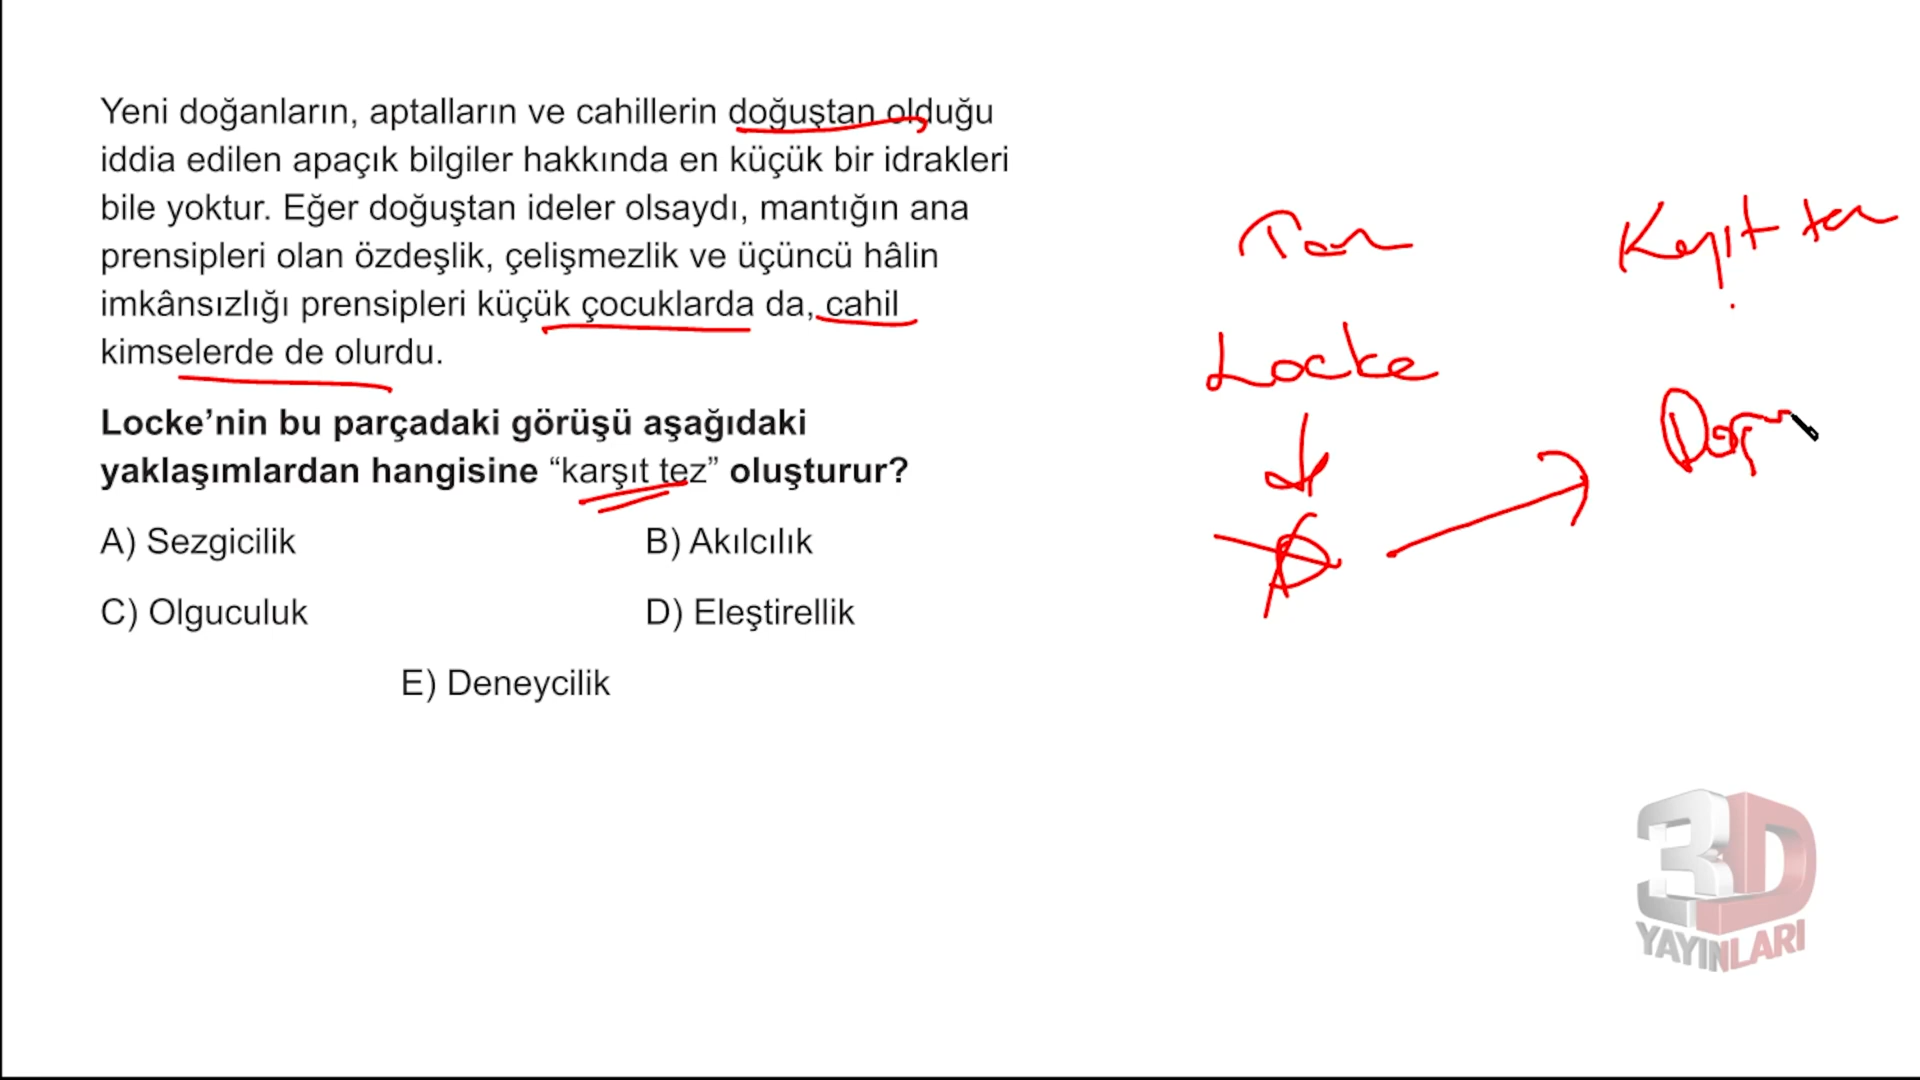 Yeni doğanların, aptalların ve cahillerin doğuştan olduğu
iddia edilen apaçık bilgiler hakkında en küçük bir idrakleri
bile yoktur. Eğer doğuştan ideler olsaydı, mantığın ana
prensipleri olan özdeşlik, çelişmezlik ve üçüncü hâlin
imkânsızlığı prensipleri küçük çocuklarda da, cahil
kimselerde de olurdu.
Locke’nin bu parçadaki görüşü aşağıdaki
yaklaşımlardan hangisine “karşıt tez” oluşturur?
A) Sezgicilik B) Akılcılık
C) Olguculuk D) Eleştirellik
E) Deneycilik
Locke
3D
YAYINLARI